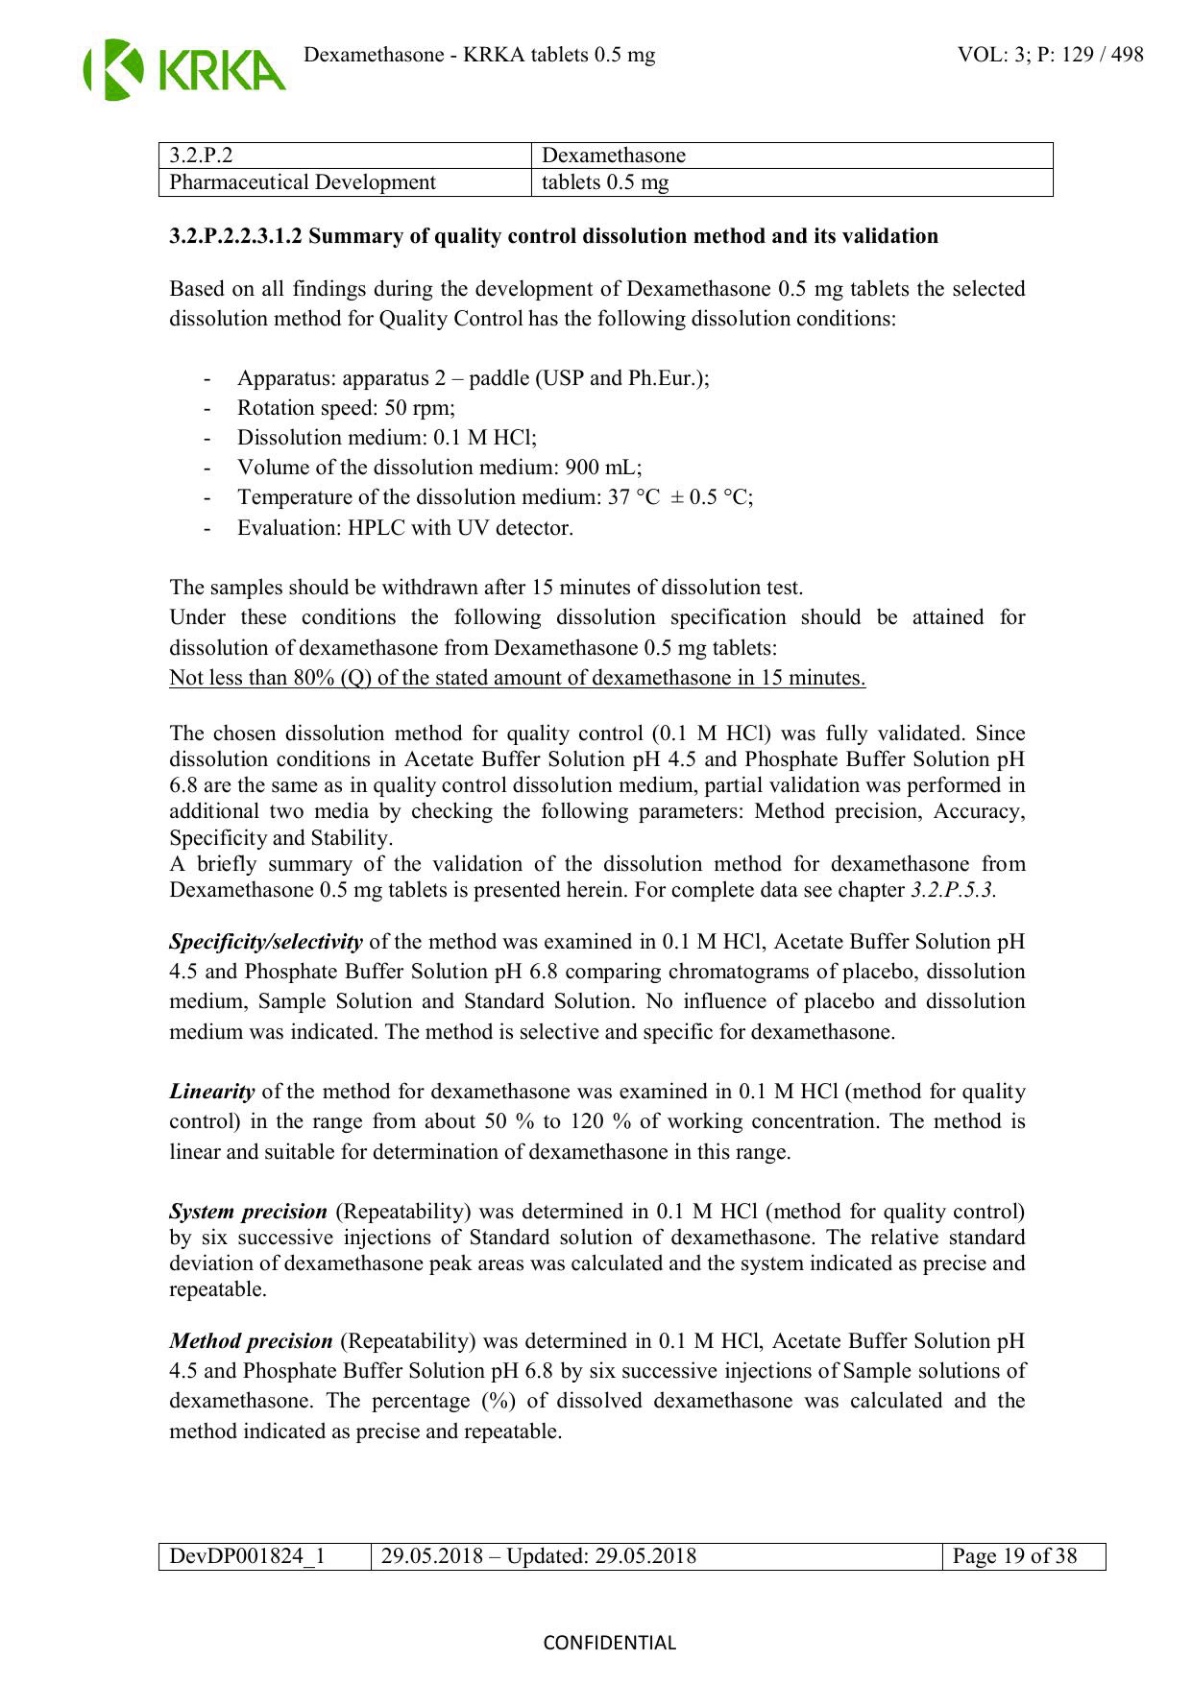 KRKA
Dexamethasone - KRKA tablets 0.5 mg
VOL: 3; P: 129 / 498
3.2.P.2
Dexamethasone
Pharmaceutical Development
tablets 0.5 mg
3.2.P.2.2.3.1.2 Summary of quality control dissolution method and its validation
Based on all findings during the development of Dexamethasone 0.5 mg tablets the selected
dissolution method for Quality Control has the following dissolution conditions:
- Apparatus: apparatus 2 – paddle (USP and Ph.Eur.);
- Rotation speed: 50 rpm;
- Dissolution medium: 0.1 M HCl;
- Volume of the dissolution medium: 900 mL;
- Temperature of the dissolution medium: 37 °C ± 0.5 °C;
- Evaluation: HPLC with UV detector.
The samples should be withdrawn after 15 minutes of dissolution test.
Under these conditions the following dissolution specification should be attained for
dissolution of dexamethasone from Dexamethasone 0.5 mg tablets:
Not less than 80% (Q) of the stated amount of dexamethasone in 15 minutes.
The chosen dissolution method for quality control (0.1 M HCl) was fully validated. Since
dissolution conditions in Acetate Buffer Solution pH 4.5 and Phosphate Buffer Solution pH
6.8 are the same as in quality control dissolution medium, partial validation was performed in
additional two media by checking the following parameters: Method precision, Accuracy,
Specificity and Stability.
A briefly summary of the validation of the dissolution method for dexamethasone from
Dexamethasone 0.5 mg tablets is presented herein. For complete data see chapter 3.2.P.5.3.
Specificity/selectivity of the method was examined in 0.1 M HCl, Acetate Buffer Solution pH
4.5 and Phosphate Buffer Solution pH 6.8 comparing chromatograms of placebo, dissolution
medium, Sample Solution and Standard Solution. No influence of placebo and dissolution
medium was indicated. The method is selective and specific for dexamethasone.
Linearity of the method for dexamethasone was examined in 0.1 M HCl (method for quality
control) in the range from about 50 % to 120 % of working concentration. The method is
linear and suitable for determination of dexamethasone in this range.
System precision (Repeatability) was determined in 0.1 M HCl (method for quality control)
by six successive injections of Standard solution of dexamethasone. The relative standard
deviation of dexamethasone peak areas was calculated and the system indicated as precise and
repeatable.
Method precision (Repeatability) was determined in 0.1 M HCl, Acetate Buffer Solution pH
4.5 and Phosphate Buffer Solution pH 6.8 by six successive injections of Sample solutions of
dexamethasone. The percentage (%) of dissolved dexamethasone was calculated and the
method indicated as precise and repeatable.
DevDP001824_1
29.05.2018 – Updated: 29.05.2018
Page 19 of 38
CONFIDENTIAL